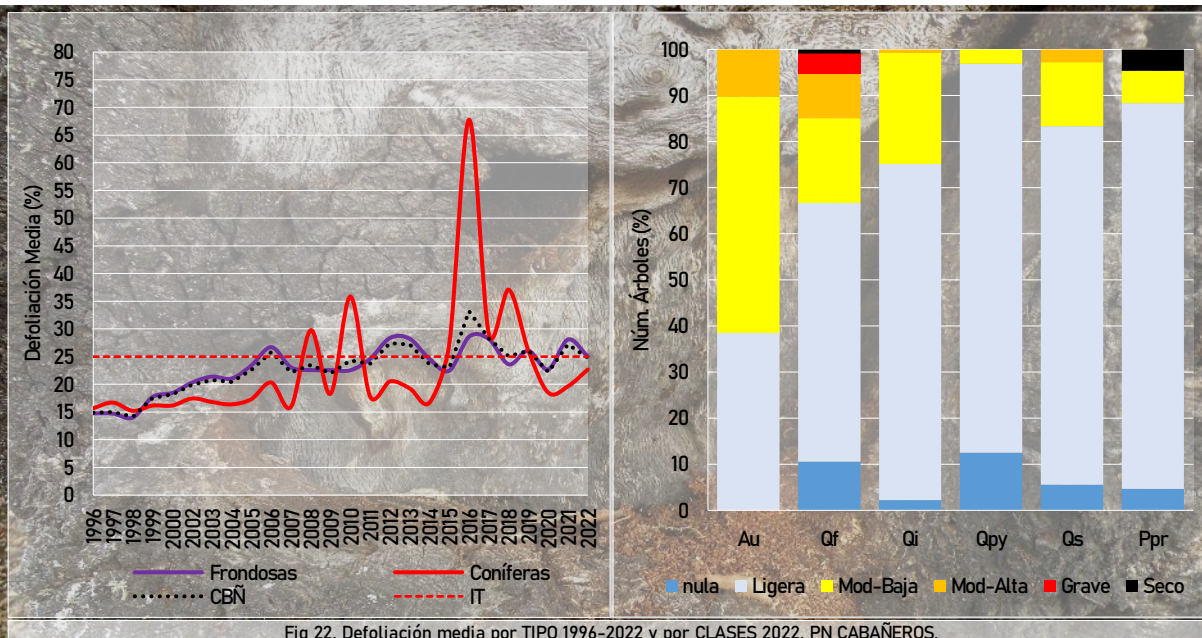 Defoliación Media (%)
80
75
70
65
60
55
50
45
40
35
30
25
20
15
10
5
0
1996
1997
1998
1999
2000
2002
2003
2004
2005
2006
2007
2008
2009
2010
2011
2012
2013
2014
2015
2016
2017
2018
2019
2020
2021
2022
Frondosas
Coníferas
CBÑ
IT
Núm. Árboles (%)
100
90
80
70
60
50
40
30
20
10
0
Au
Qf
Qi
Qpy
Qs
Ppr
nula
Ligera
Mod-Baja
Mod-Alta
Grave
Seco
Fig 22. Defoliación media por TIPO 1996-2022 y por CLASES 2022. PN CABAÑEROS.